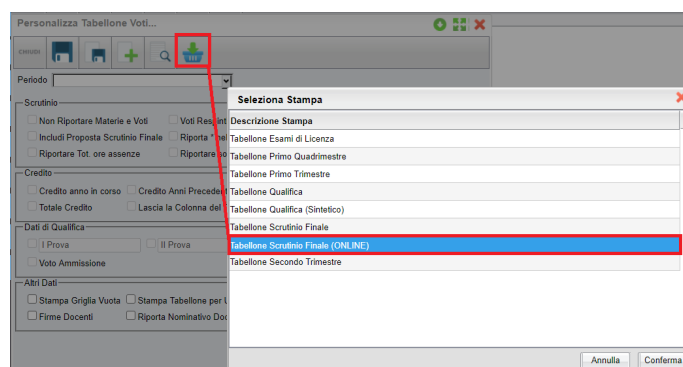 Personalizza Tabellone Voti...
CHIUDI
Periodo
Scrutinio
Non Riportare Materie e Voti
Includi Proposta Scrutinio Finale Riporta *
Riportare Tot. ore assenze Riportare
Credito
Credito anno in corso Credito Anni
Totale Credito Lascia la Colonna del
Dati di Qualifica
I Prova II Prova
Voto Ammissione
Altri Dati
Stampa Griglia Vuota Stampa Tabellone per
Firme Docenti Riporta Nominativo
Seleziona Stampa
Descrizione Stampa
Tabellone Esami di Licenza
Tabellone Primo Quadrimestre
Tabellone Primo Trimestre
Tabellone Qualifica
Tabellone Qualifica (Sintetico)
Tabellone Scrutinio Finale
Tabellone Scrutinio Finale (ONLINE)
Tabellone Secondo Trimestre
Annulla Conferma